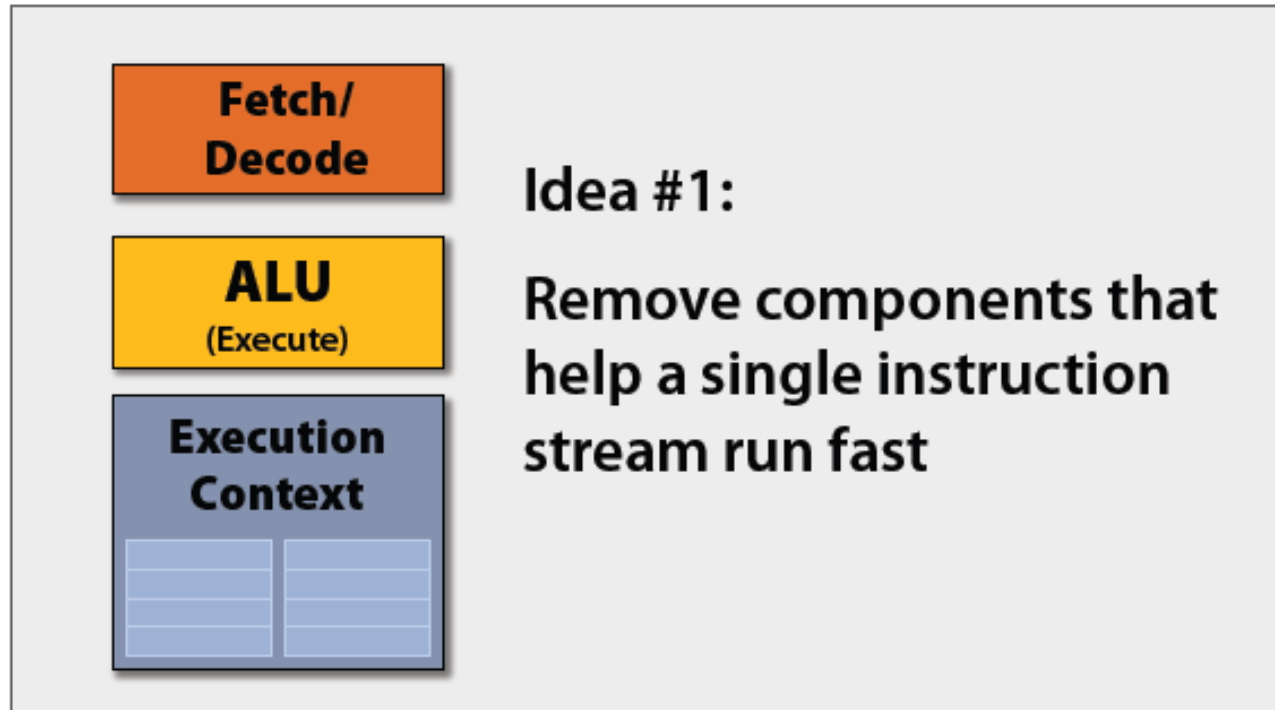 Fetch/
Decode
ALU
(Execute)
Execution
Context
Idea #1:
Remove components that
help a single instruction
stream run fast